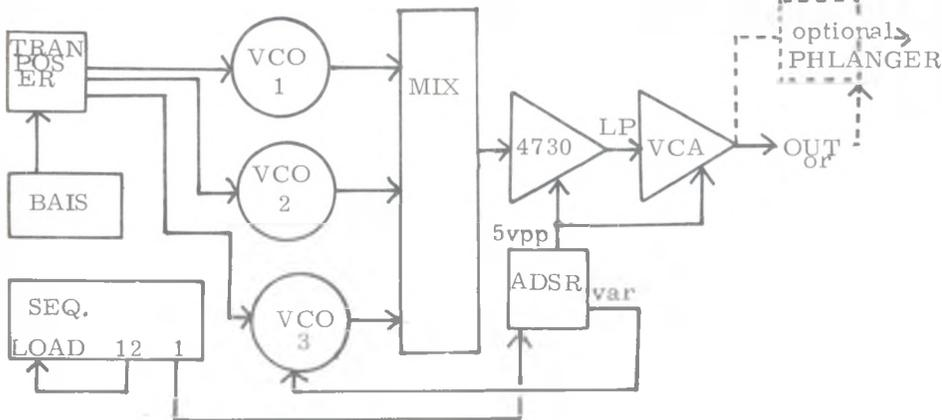 TRAN
POS
ER
BAIS
SEQ.
LOAD 12 1
VCO
1
VCO
2
VCO
3
MIX
4730
LP
VCA
5vpp
ADSR
var
OUT
or
optional
PHLANGER